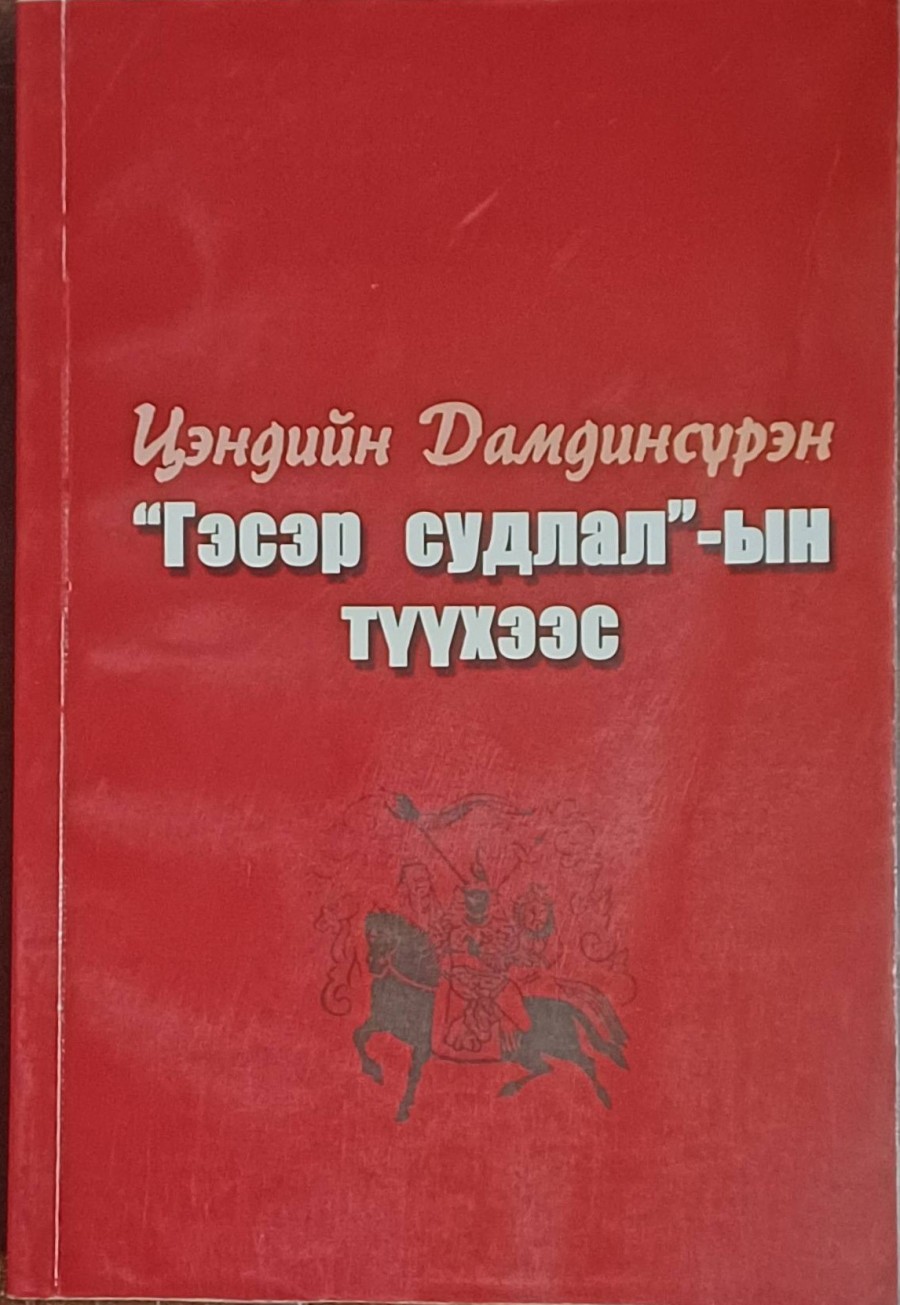 Цэндийн Дамдинсүрэн
“Гэсэр судлал”-ын
түүхээс